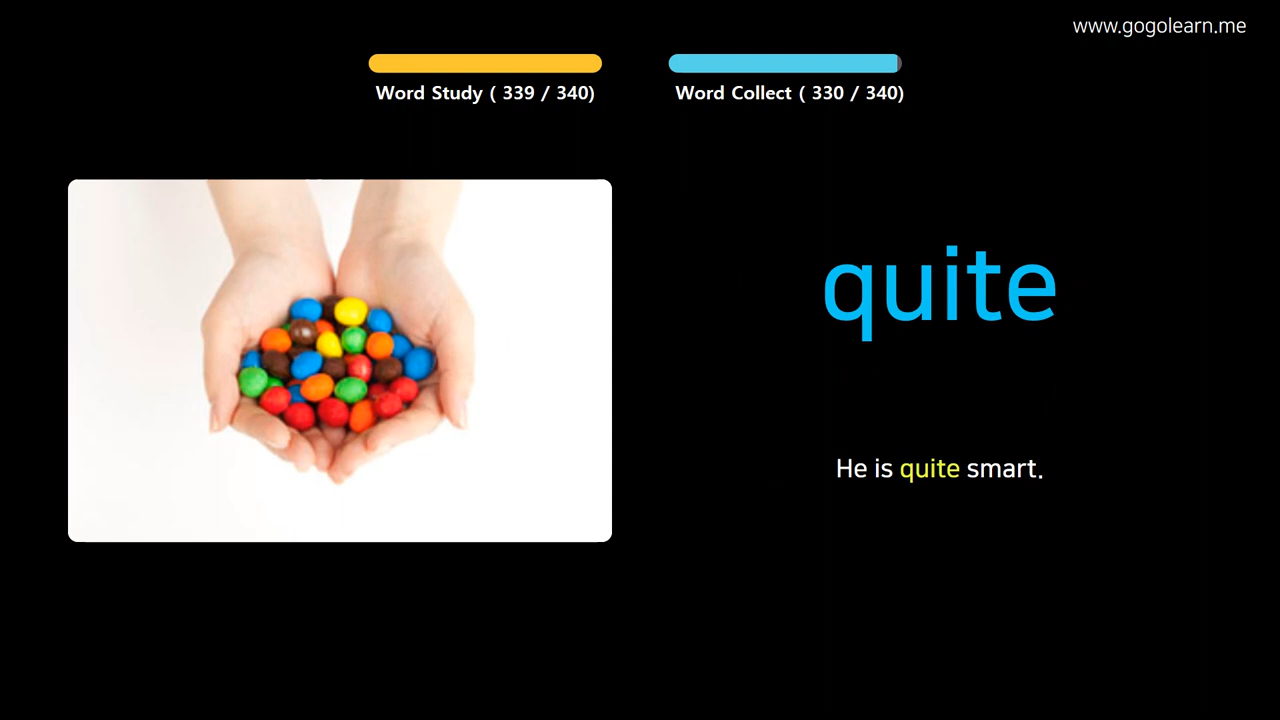 www.gogolearn.me
Word Study ( 339 / 340)
Word Collect ( 330 / 340)
quite
He is quite smart.